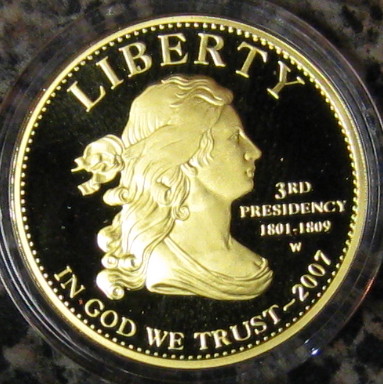 LIBERTY
3RD
PRESIDENCY
1801-1809
W
IN GOD WE TRUST~2007